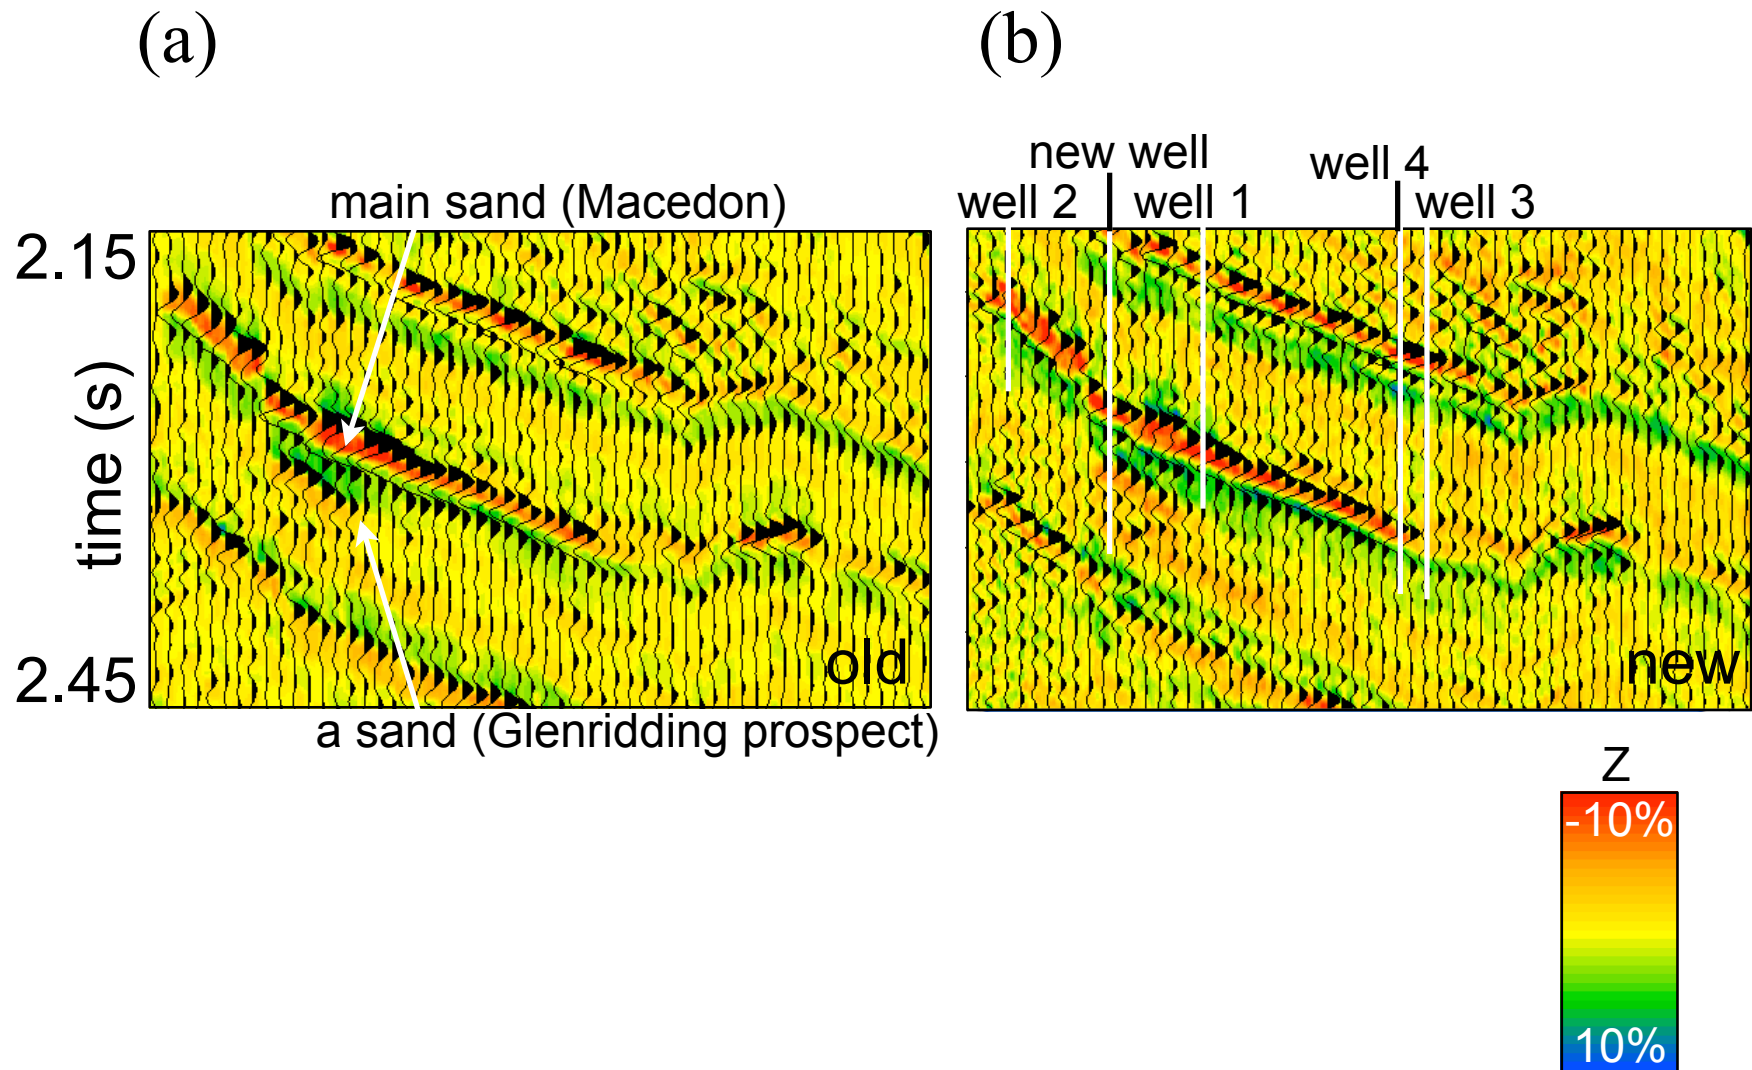 (a)
(b)
new well
well 4
main sand (Macedon)
well 2
well 1
well 3
2.15
time (s)
old
new
2.45
a sand (Glenridding prospect)
Z
-10%
10%